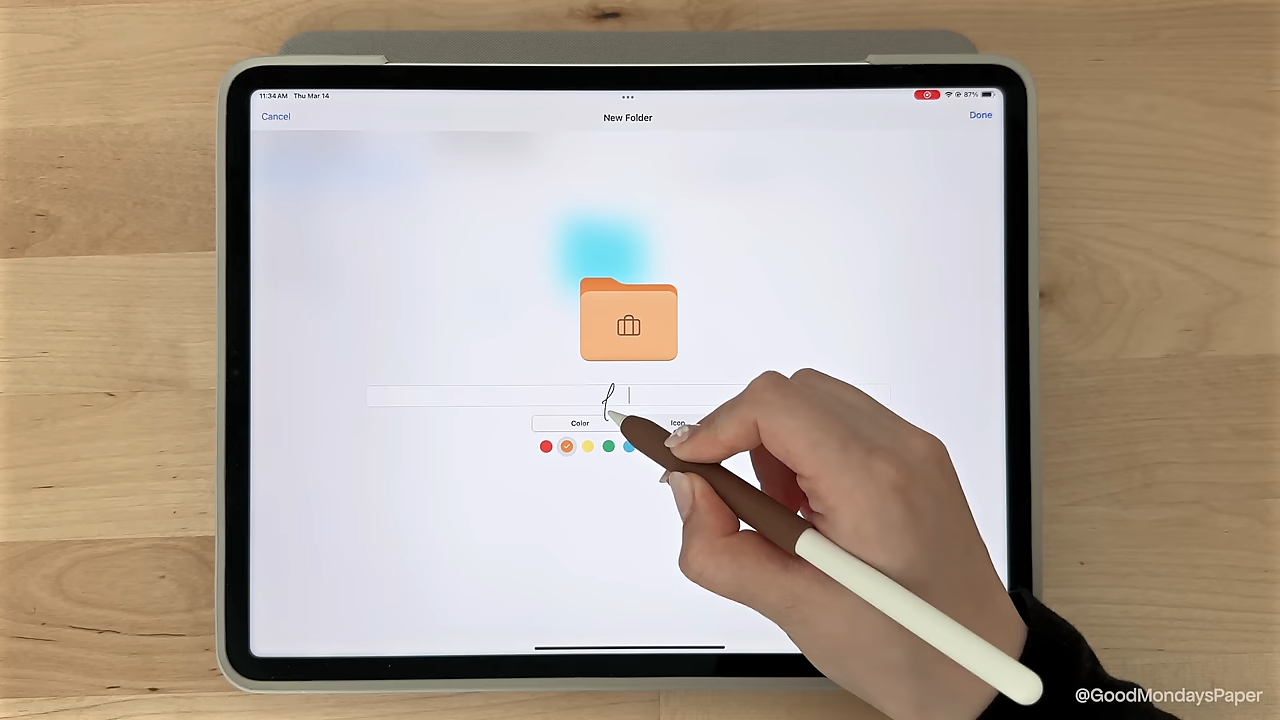 11:34 AM Thu Mar 14
87%
Cancel
New Folder
Done
Color
Icon
@GoodMondaysPaper